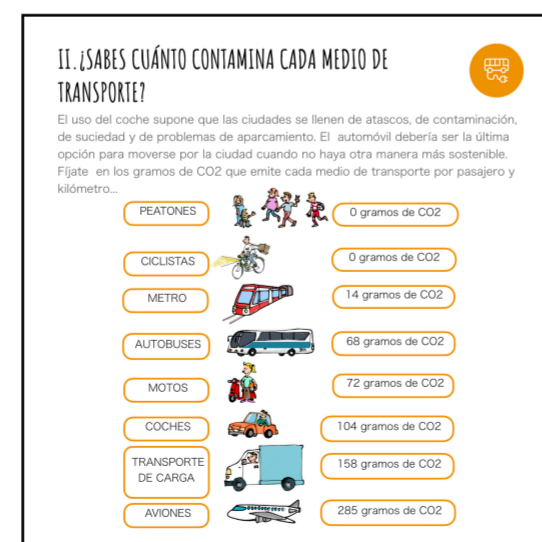 II.¿SABES CUÁNTO CONTAMINA CADA MEDIO DE
TRANSPORTE?
El uso del coche supone que las ciudades se llenen de atascos, de contaminación,
de suciedad y de problemas de aparcamiento. El automóvil debería ser la última
opción para moverse por la ciudad cuando no haya otra manera más sostenible.
Fíjate en los gramos de CO2 que emite cada medio de transporte por pasajero y
kilómetro...
PEATONES 0 gramos de CO2
CICLISTAS 0 gramos de CO2
METRO 14 gramos de CO2
AUTOBUSES 68 gramos de CO2
MOTOS 72 gramos de CO2
COCHES 104 gramos de CO2
TRANSPORTE 158 gramos de CO2
DE CARGA
AVIONES 285 gramos de CO2